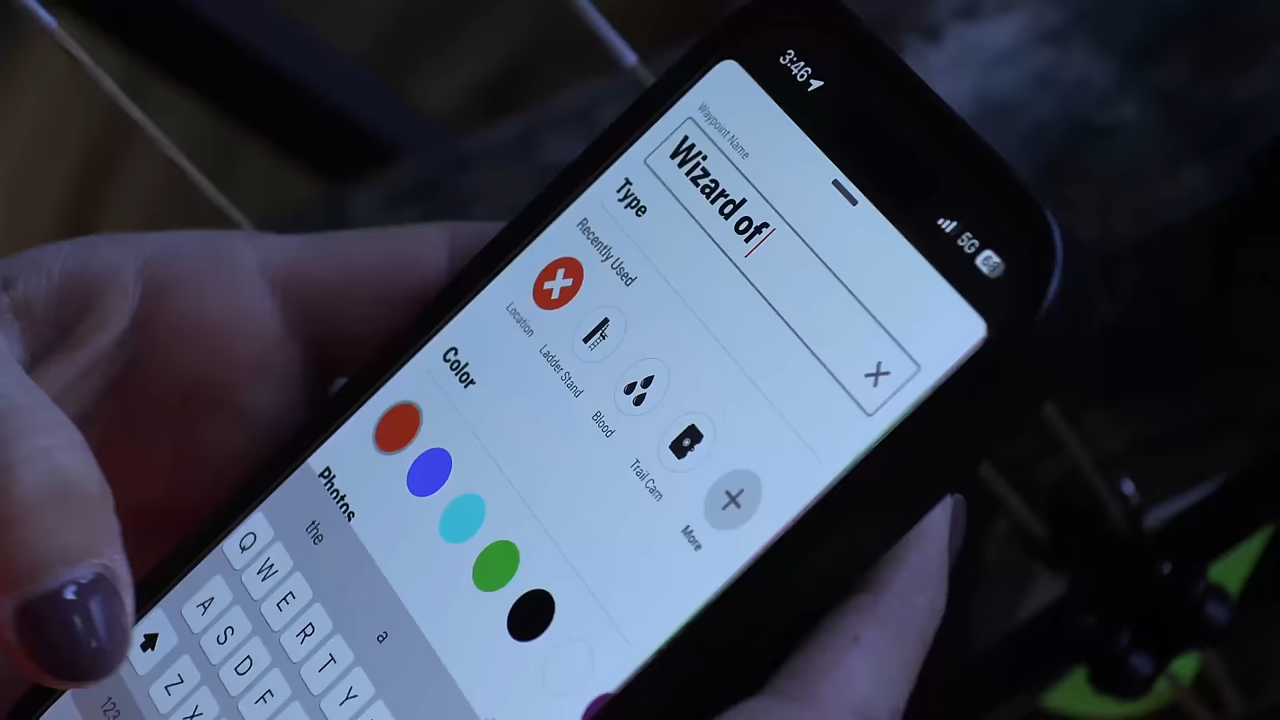 3:46
5G 68
Waypoint Name
Wizard of
Type
Recently Used
Location
Ladder Stand
Blood
Trail Cam
More
Color
Photos
the
a
Q W E R T Y
A S D F
Z X
123